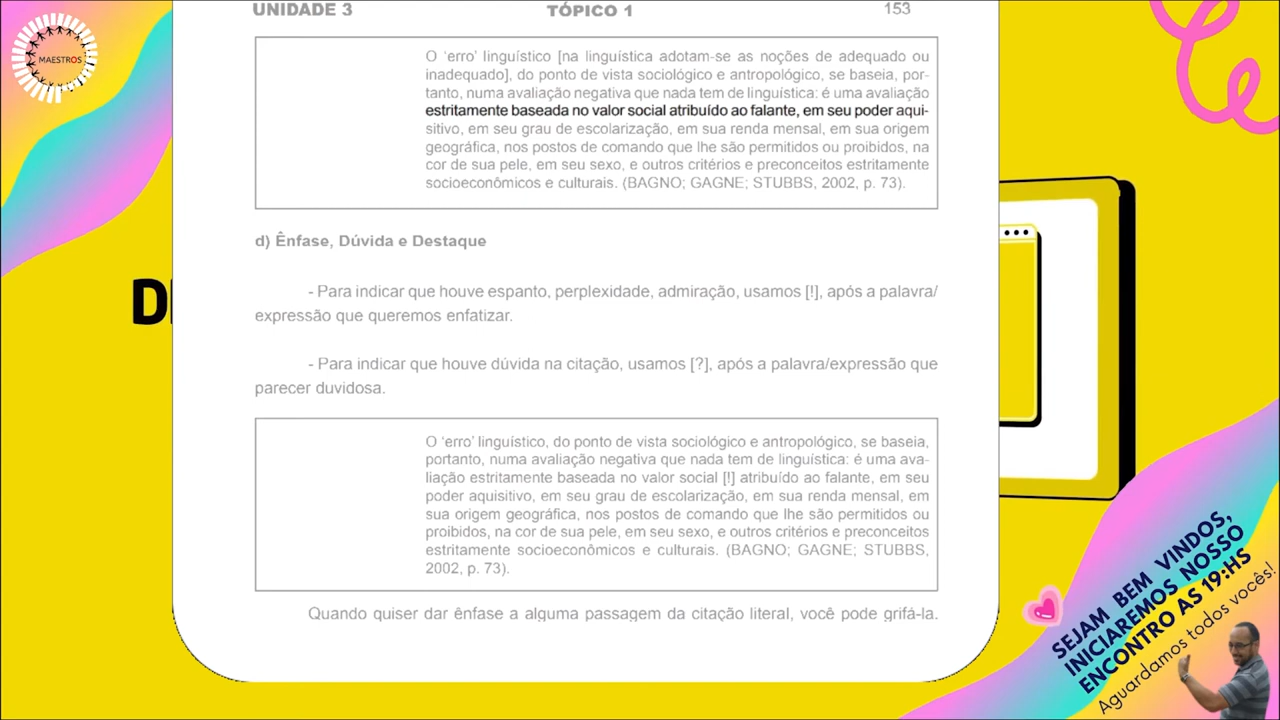 MAESTROS
UNIDADE 3 TÓPICO 1 153
O ‘erro’ linguístico [na linguística adotam-se as noções de adequado ou
inadequado], do ponto de vista sociológico e antropológico, se baseia, por-
tanto, numa avaliação negativa que nada tem de linguística: é uma avaliação
estritamente baseada no valor social atribuído ao falante, em seu poder aqui-
sitivo, em seu grau de escolarização, em sua renda mensal, em sua origem
geográfica, nos postos de comando que lhe são permitidos ou proibidos, na
cor de sua pele, em seu sexo, e outros critérios e preconceitos estritamente
socioeconômicos e culturais. (BAGNO; GAGNE; STUBBS, 2002, p. 73).
d) Ênfase, Dúvida e Destaque
- Para indicar que houve espanto, perplexidade, admiração, usamos [!], após a palavra/
expressão que queremos enfatizar.
- Para indicar que houve dúvida na citação, usamos [?], após a palavra/expressão que
parecer duvidosa.
O ‘erro’ linguístico, do ponto de vista sociológico e antropológico, se baseia,
portanto, numa avaliação negativa que nada tem de linguística: é uma ava-
liação estritamente baseada no valor social [!] atribuído ao falante, em seu
poder aquisitivo, em seu grau de escolarização, em sua renda mensal, em
sua origem geográfica, nos postos de comando que lhe são permitidos ou
proibidos, na cor de sua pele, em seu sexo, e outros critérios e preconceitos
estritamente socioeconômicos e culturais. (BAGNO; GAGNE; STUBBS,
2002, p. 73).
Quando quiser dar ênfase a alguma passagem da citação literal, você pode grifá-la.
SEJAM BEM VINDOS,
INICIAREMOS NOSSO
ENCONTRO AS 19:HS
Aguardamos todos vocês!